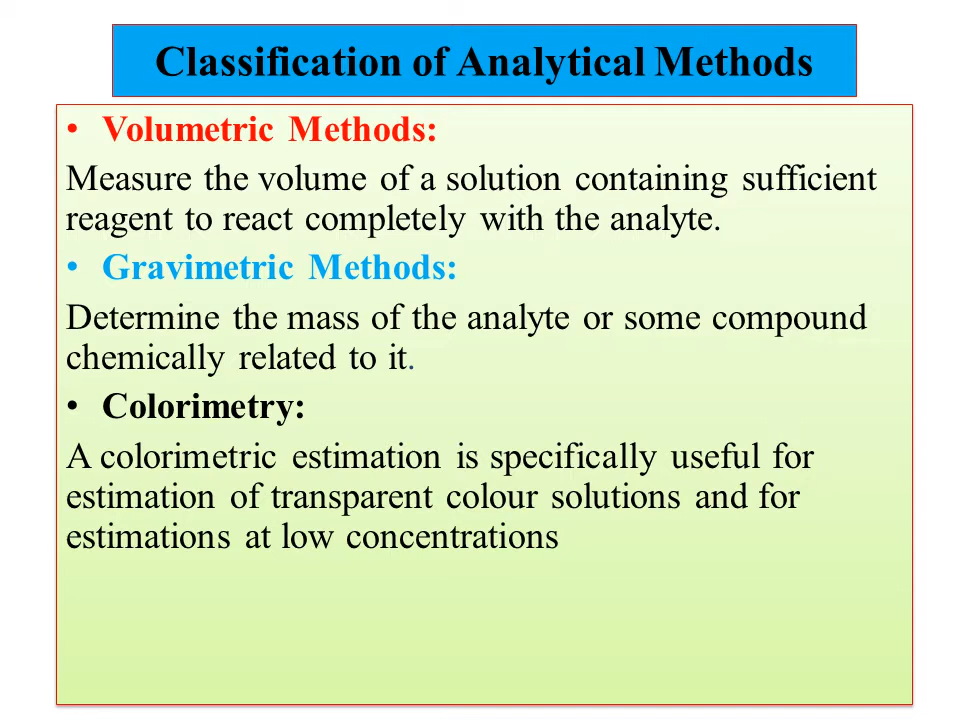 Classification of Analytical Methods
• Volumetric Methods:
Measure the volume of a solution containing sufficient
reagent to react completely with the analyte.
• Gravimetric Methods:
Determine the mass of the analyte or some compound
chemically related to it.
• Colorimetry:
A colorimetric estimation is specifically useful for
estimation of transparent colour solutions and for
estimations at low concentrations